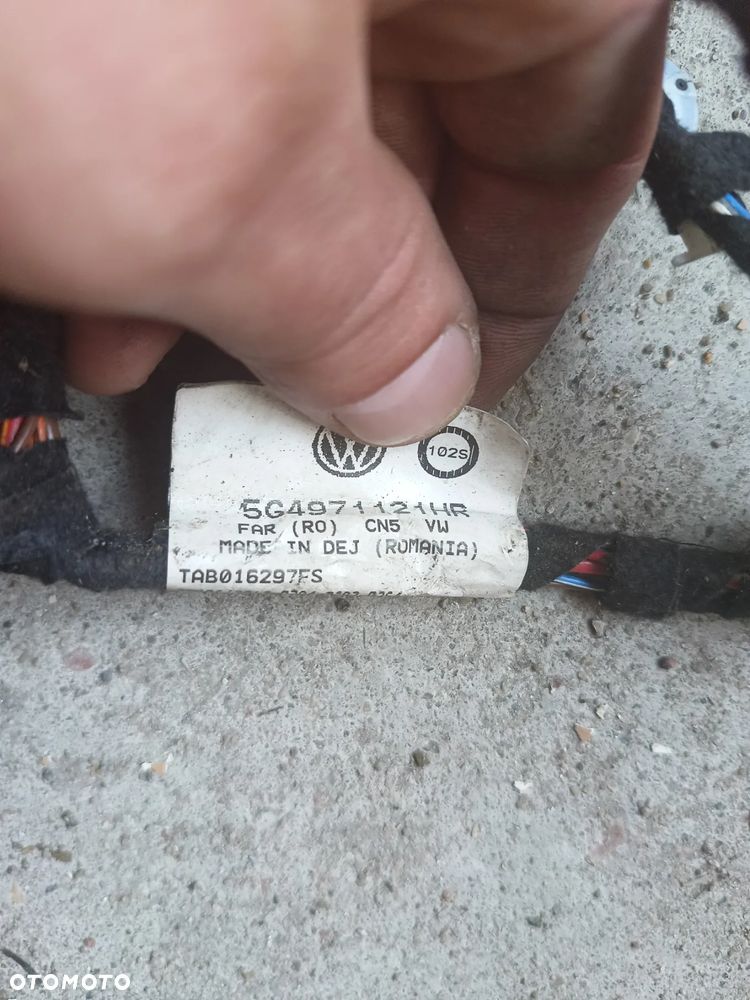 102S
5G4971121HR
FAR (RO) CN5 VW
MADE IN DEJ (ROMANIA)
TAB016297FS
OTOMOTO